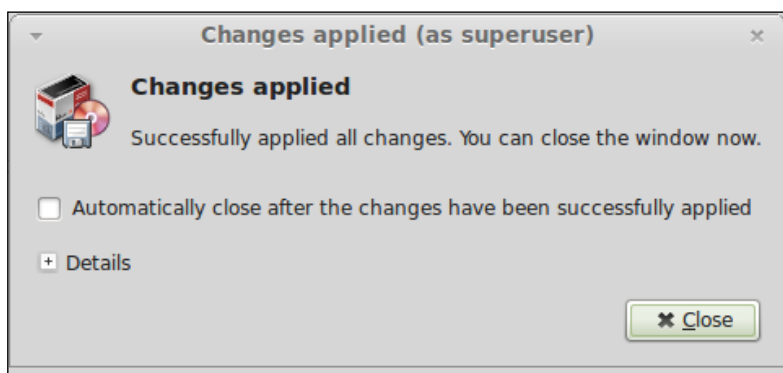 Changes applied (as superuser)
Changes applied
Successfully applied all changes. You can close the window now.
Automatically close after the changes have been successfully applied
Details
Close